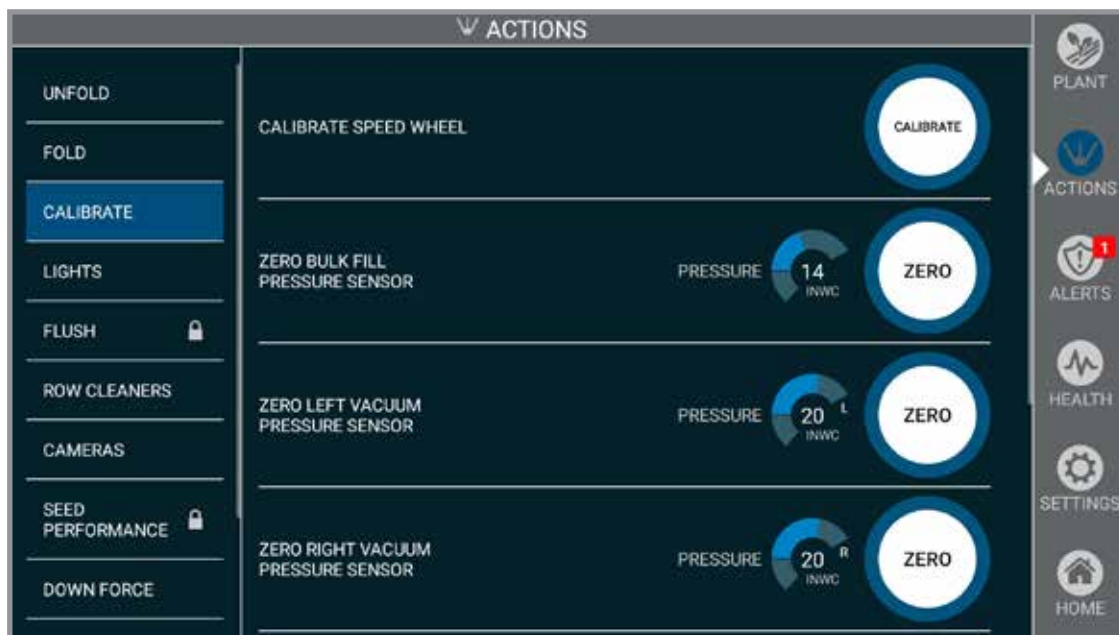 ACTIONS
UNFOLD
FOLD
CALIBRATE
LIGHTS
FLUSH
ROW CLEANERS
CAMERAS
SEED
PERFORMANCE
DOWN FORCE
CALIBRATE SPEED WHEEL
CALIBRATE
ZERO BULK FILL
PRESSURE SENSOR
PRESSURE
14
INWC
ZERO
ZERO LEFT VACUUM
PRESSURE SENSOR
PRESSURE
20 L
INWC
ZERO
ZERO RIGHT VACUUM
PRESSURE SENSOR
PRESSURE
20 R
INWC
ZERO
PLANT
ACTIONS
1
ALERTS
HEALTH
SETTINGS
HOME